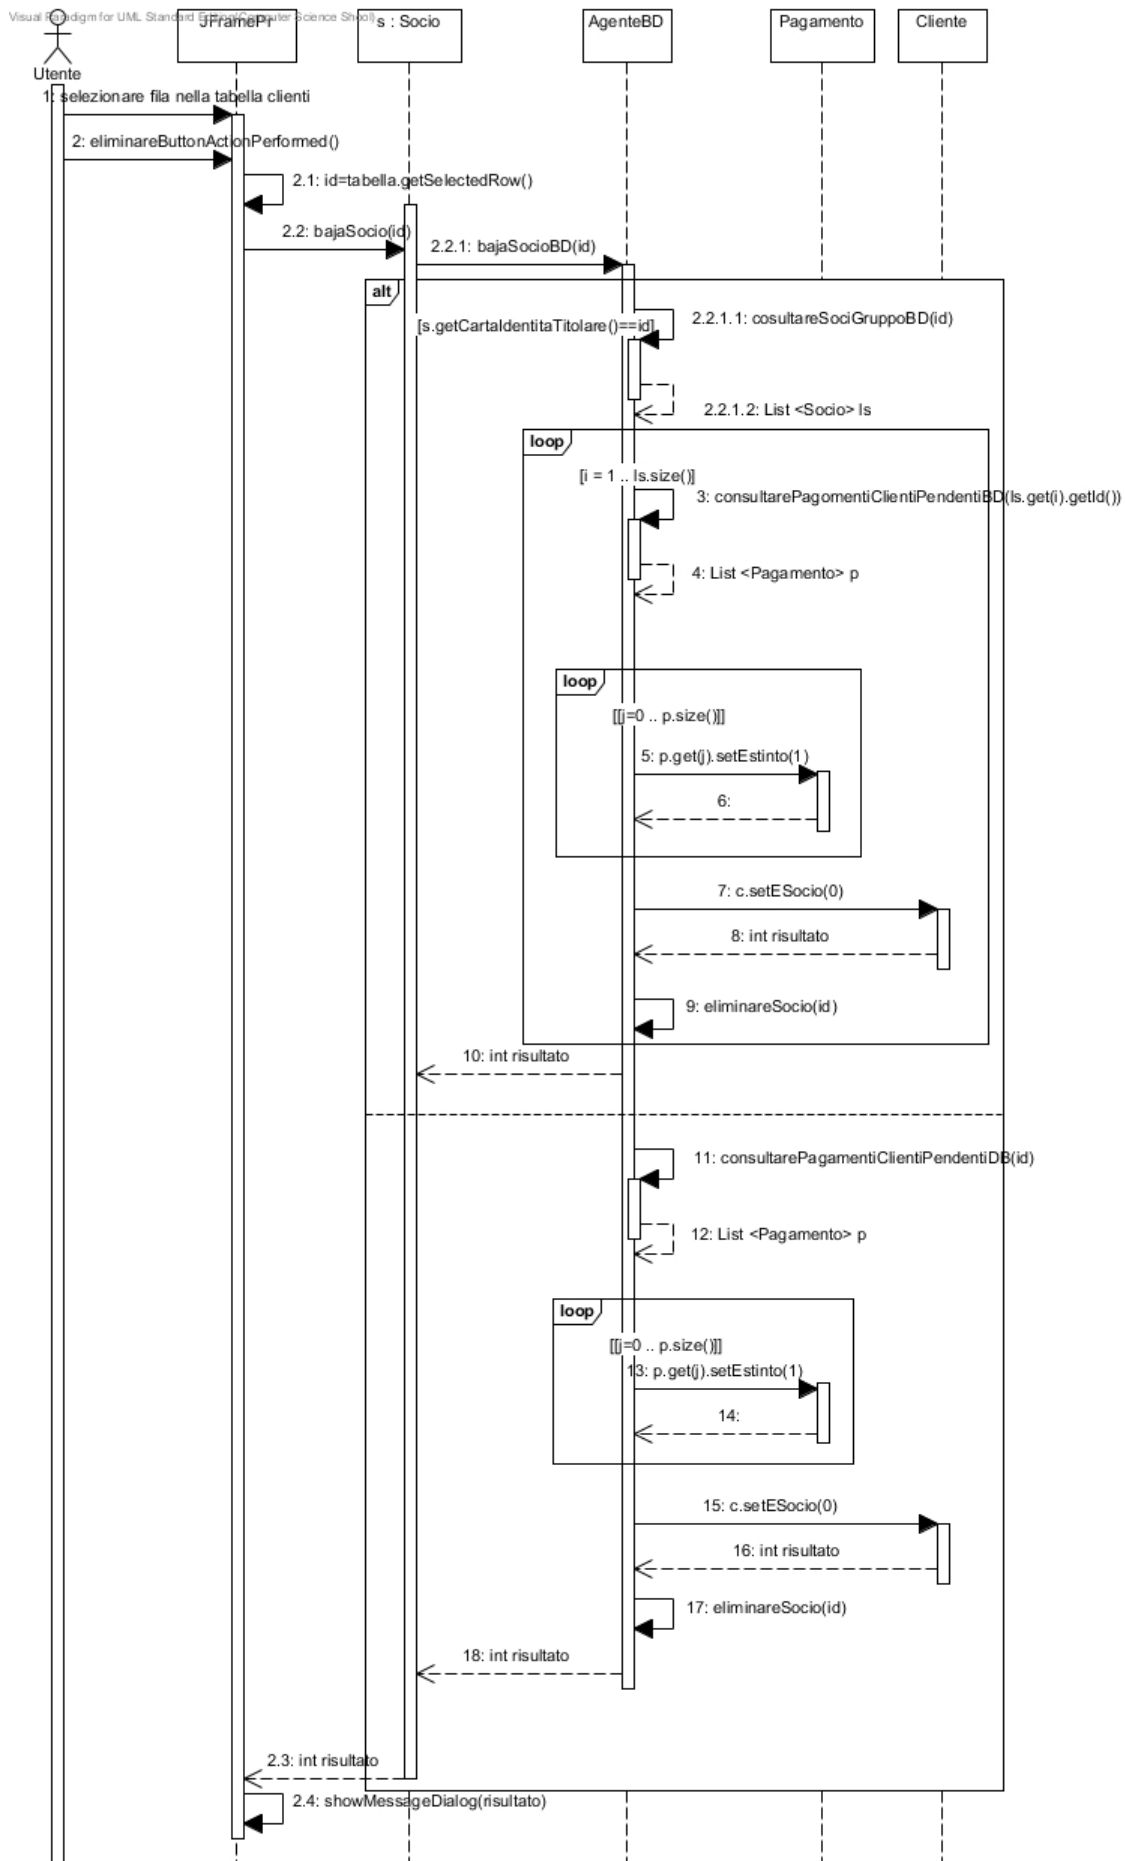 Visual Paradigm for UML Standard Edition(Computer Science Shool)
JFramePr
s : Socio
AgenteBD
Pagamento
Cliente
Utente
1: selezionare fila nella tabella clienti
2: eliminareButtonActionPerformed()
2.1: id=tabella.getSelectedRow()
2.2: bajaSocio(id)
2.2.1: bajaSocioBD(id)
alt
[s.getCartaIdentitaTitolare()==id]
2.2.1.1: cosultareSociGruppoBD(id)
2.2.1.2: List <Socio> ls
loop
[i = 1 .. ls.size()]
3: consultarePagomentiClientiPendentiBD(ls.get(i).getId())
4: List <Pagamento> p
loop
[[j=0 .. p.size()]]
5: p.get(j).setEstinto(1)
6:
7: c.setESocio(0)
8: int risultato
9: eliminareSocio(id)
10: int risultato
11: consultarePagamentiClientiPendentiDB(id)
12: List <Pagamento> p
loop
[[j=0 .. p.size()]]
13: p.get(j).setEstinto(1)
14:
15: c.setESocio(0)
16: int risultato
17: eliminareSocio(id)
18: int risultato
2.3: int risultato
2.4: showMessageDialog(risultato)